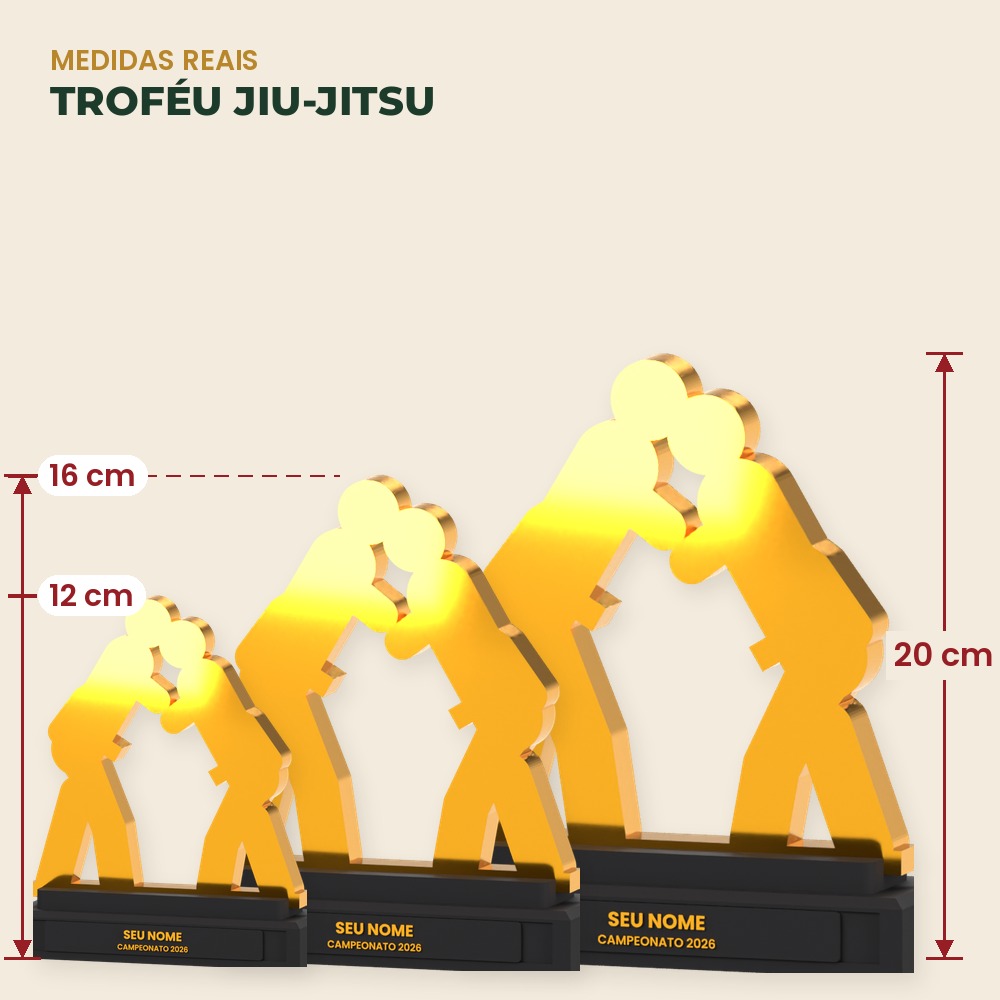 MEDIDAS REAIS
TROFÉU JIU-JITSU
16 cm
12 cm
20 cm
SEU NOME
CAMPEONATO 2026
SEU NOME
CAMPEONATO 2026
SEU NOME
CAMPEONATO 2026